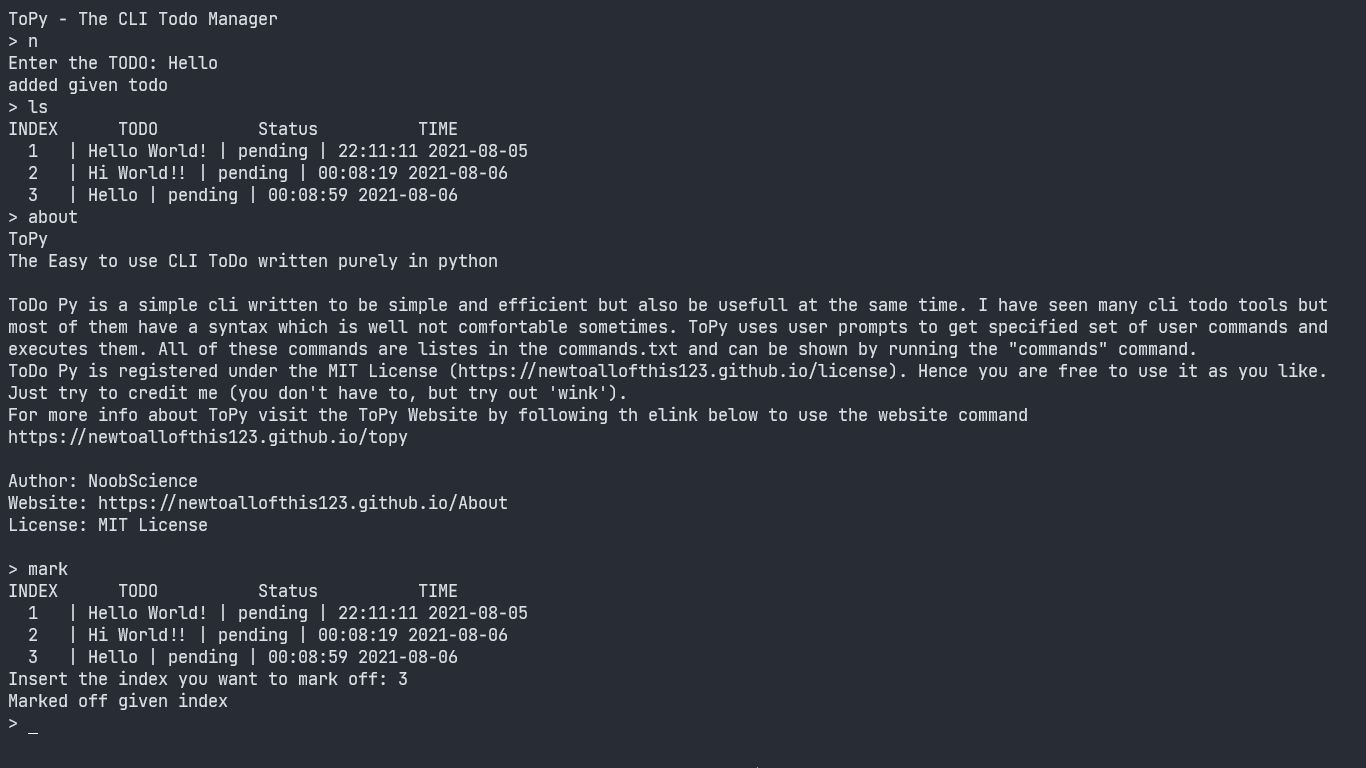 ToPy - The CLI Todo Manager
> n
Enter the TODO: Hello
added given todo
> ls
INDEX      TODO          Status          TIME
  1   | Hello World! | pending | 22:11:11 2021-08-05
  2   | Hi World!! | pending | 00:08:19 2021-08-06
  3   | Hello | pending | 00:08:59 2021-08-06
> about
ToPy
The Easy to use CLI ToDo written purely in python

ToDo Py is a simple cli written to be simple and efficient but also be usefull at the same time. I have seen many cli todo tools but
most of them have a syntax which is well not comfortable sometimes. ToPy uses user prompts to get specified set of user commands and
executes them. All of these commands are listes in the commands.txt and can be shown by running the "commands" command.
ToDo Py is registered under the MIT License (https://newtoallofthis123.github.io/license). Hence you are free to use it as you like.
Just try to credit me (you don't have to, but try out 'wink').
For more info about ToPy visit the ToPy Website by following th elink below to use the website command
https://newtoallofthis123.github.io/topy

Author: NoobScience
Website: https://newtoallofthis123.github.io/About
License: MIT License

> mark
INDEX      TODO          Status          TIME
  1   | Hello World! | pending | 22:11:11 2021-08-05
  2   | Hi World!! | pending | 00:08:19 2021-08-06
  3   | Hello | pending | 00:08:59 2021-08-06
Insert the index you want to mark off: 3
Marked off given index
> _